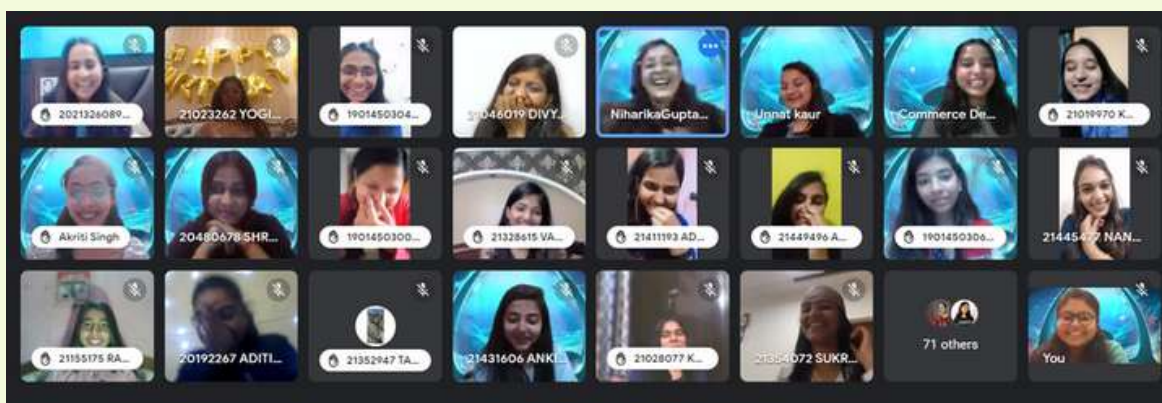 2021326089...
21023262 YOGI...
1901450304...
21046019 DIVY...
NiharikaGupta...
Unnat kaur
Commerce De...
21019970 K...
HAPPY
Akriti Singh
20480678 SHR...
1901450300...
21328615 VA...
21411193 AD...
21449496 A...
1901450306...
21445477 NAN...
21155175 RA...
20192267 ADITI...
21352947 TA...
21431606 ANKI...
21028077 K...
21354072 SUKR...
71 others
You